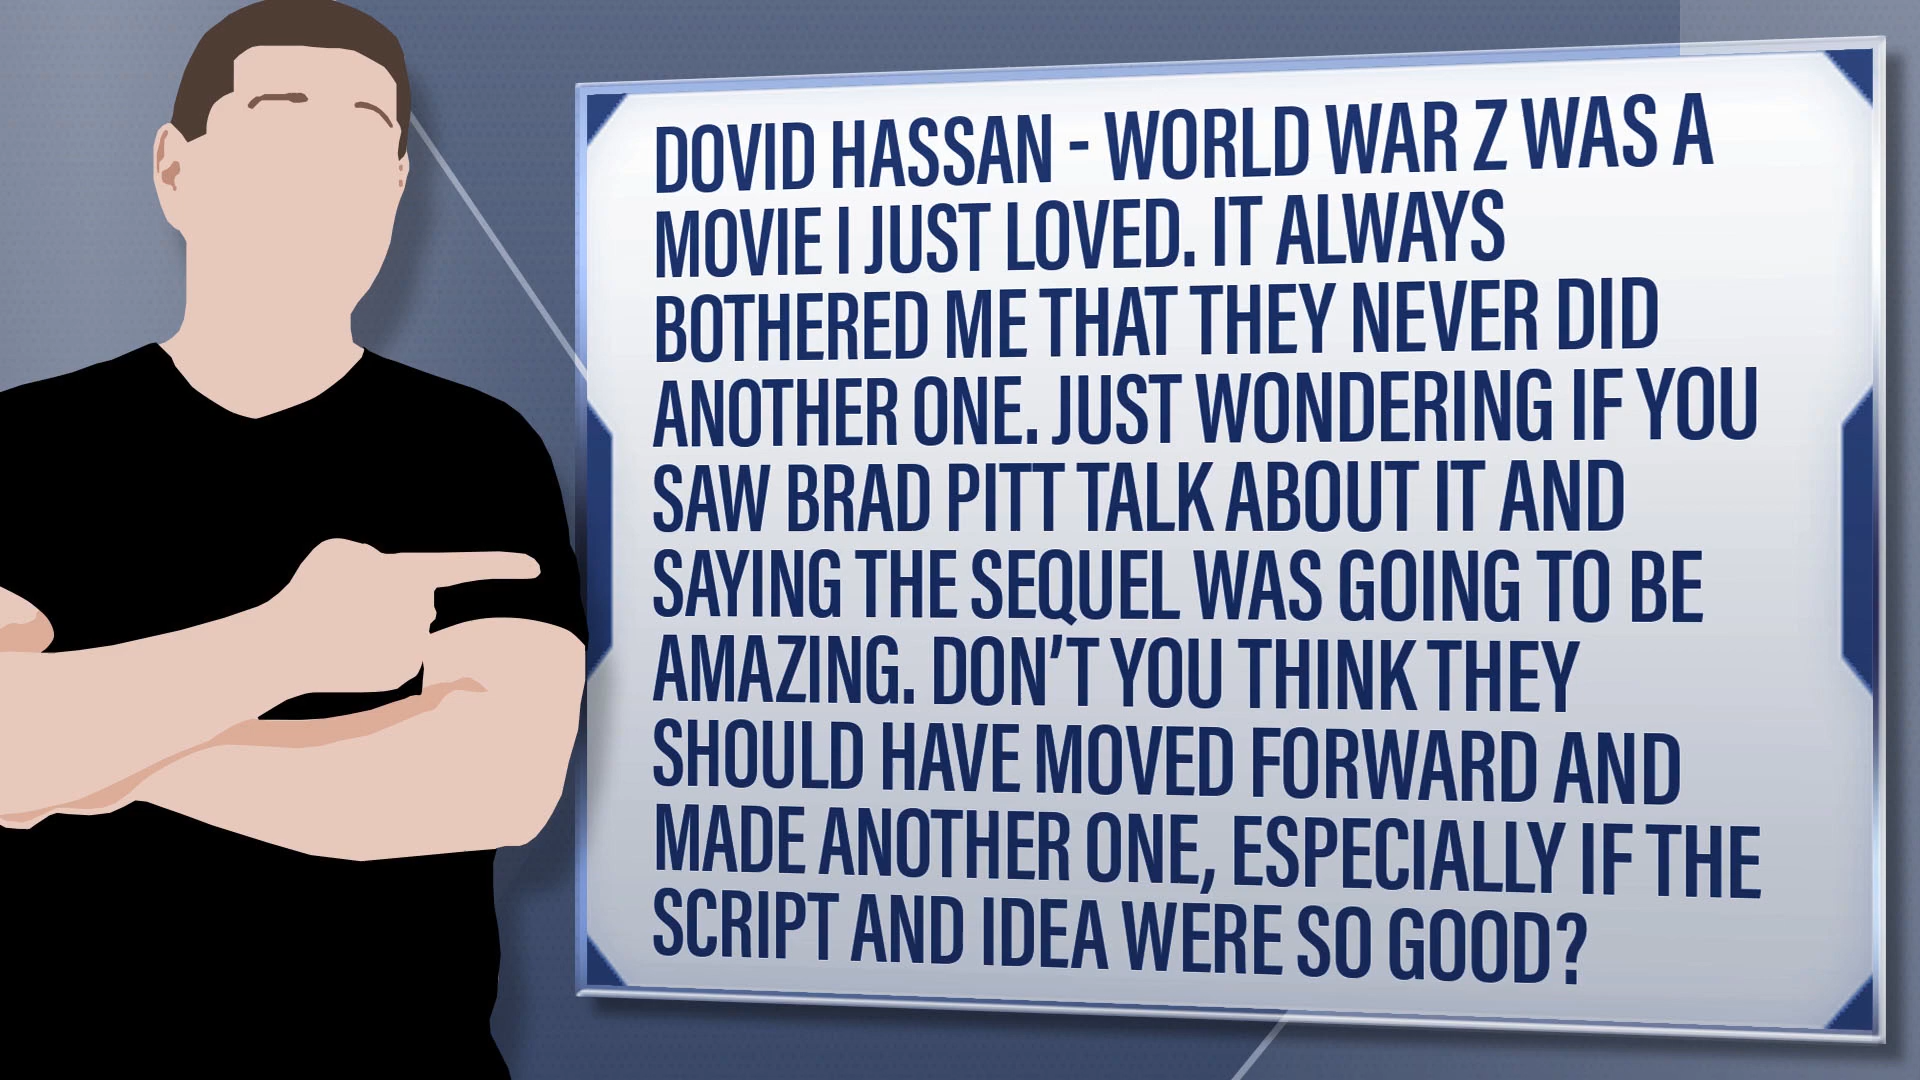 DOVID HASSAN - WORLD WAR Z WAS A
MOVIE I JUST LOVED. IT ALWAYS
BOTHERED ME THAT THEY NEVER DID
ANOTHER ONE. JUST WONDERING IF YOU
SAW BRAD PITT TALK ABOUT IT AND
SAYING THE SEQUEL WAS GOING TO BE
AMAZING. DON'T YOU THINK THEY
SHOULD HAVE MOVED FORWARD AND
MADE ANOTHER ONE, ESPECIALLY IF THE
SCRIPT AND IDEA WERE SO GOOD?